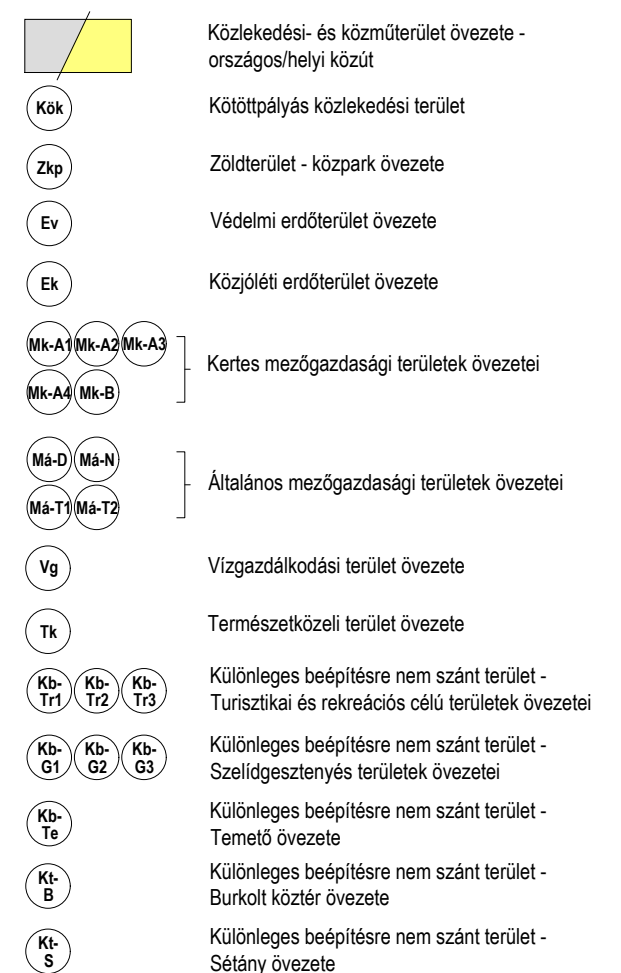 Közlekedési- és közműterület övezete -
országos/helyi közút
Kök Kötöttpályás közlekedési terület
Zkp Zöldterület - közpark övezete
Ev Védelmi erdőterület övezete
Ek Közjóléti erdőterület övezete
Mk-A1 Mk-A2 Mk-A3
Kertes mezőgazdasági területek övezetei
Mk-A4 Mk-B
Má-D Má-N
Általános mezőgazdasági területek övezetei
Má-T1 Má-T2
Vg Vízgazdálkodási terület övezete
Tk Természetközeli terület övezete
Kb- Kb- Kb- Különleges beépítésre nem szánt terület -
Tr1 Tr2 Tr3 Turisztikai és rekreációs célú területek övezetei
Kb- Kb- Kb- Különleges beépítésre nem szánt terület -
G1 G2 G3 Szelídgesztenyés területek övezetei
Kb- Különleges beépítésre nem szánt terület -
Te Temető övezete
Kt- Különleges beépítésre nem szánt terület -
B Burkolt köztér övezete
Kt- Különleges beépítésre nem szánt terület -
S Sétány övezete